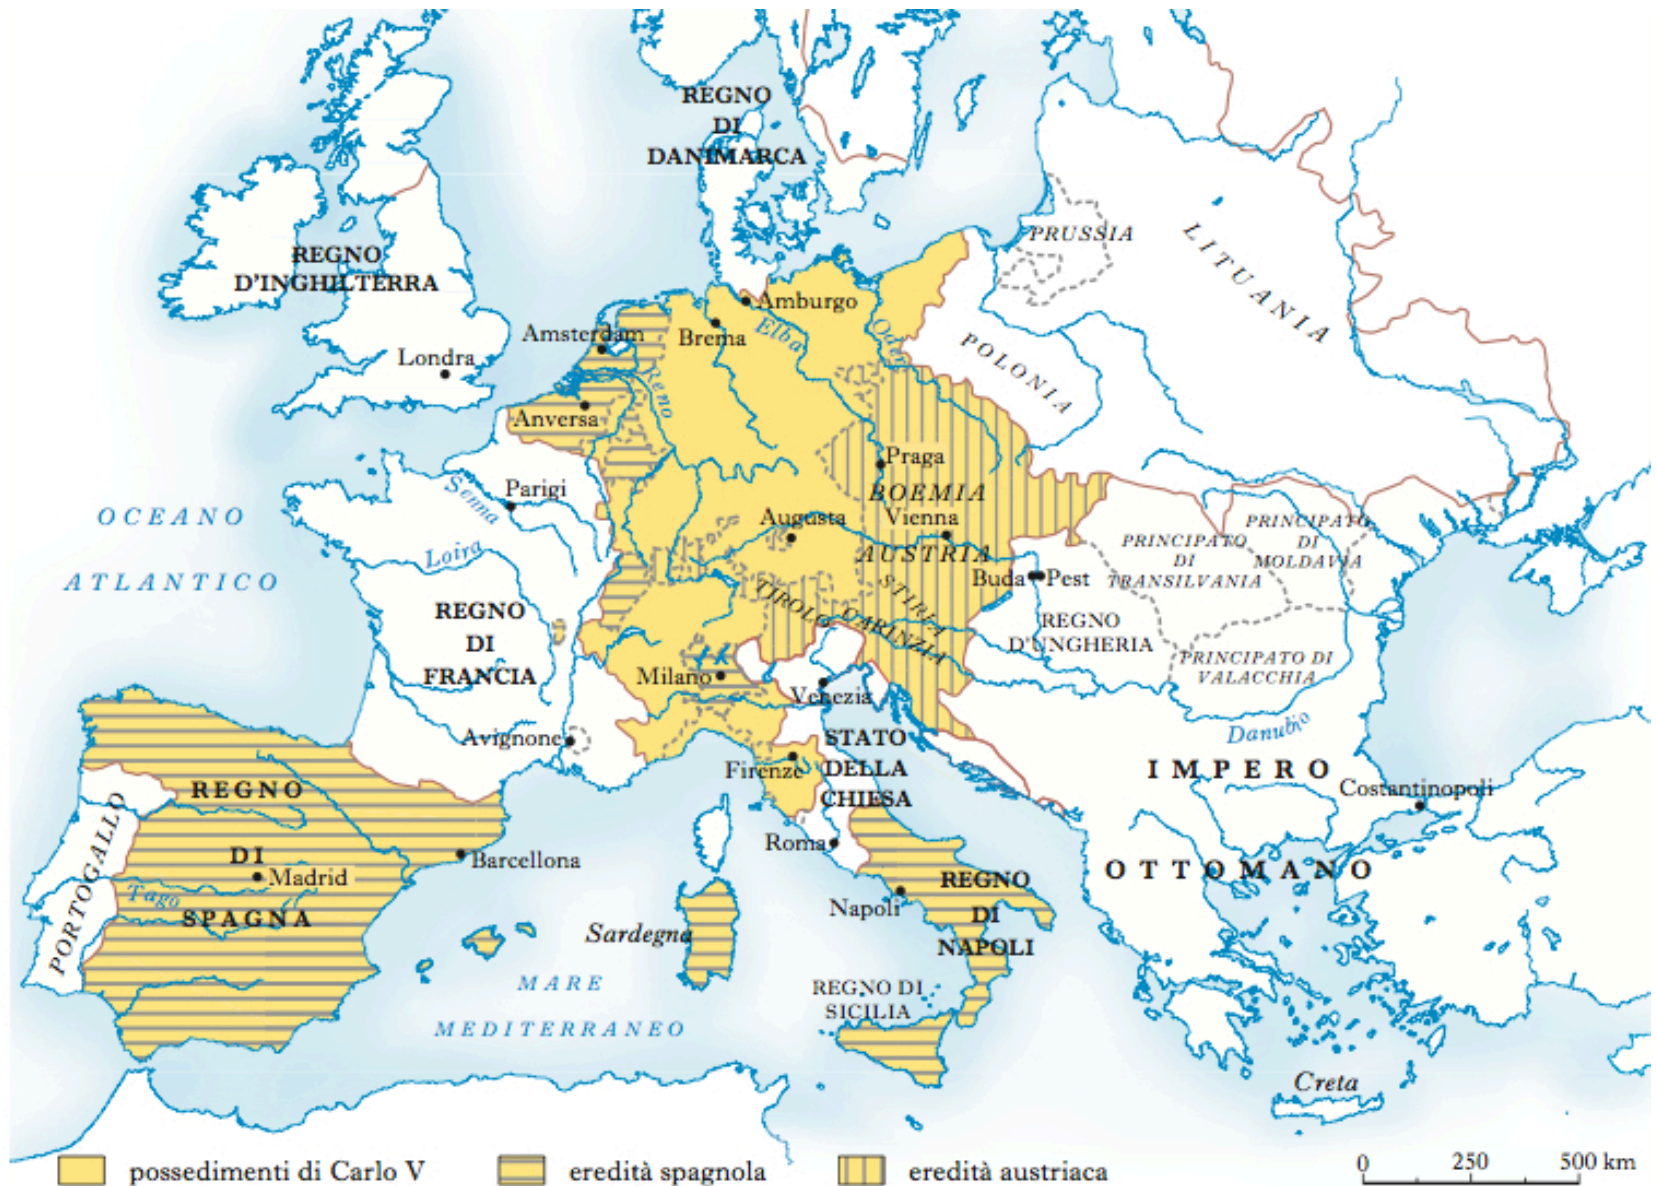 REGNO
DI
DANIMARCA
PRUSSIA
LITUANIA
REGNO
D'INGHILTERRA
Amburgo
Elba
Oder
Amsterdam
Brema
Londra
POLONIA
Reno
Anversa
Praga
Parigi
Senna
BOEMIA
OCEANO
ATLANTICO
Augusta
Vienna
PRINCIPATO
DI
MOLDAVIA
PRINCIPATO
DI
TRANSILVANIA
Loira
AUSTRIA
Buda
Pest
TIROLO
STIRIA
CARINZIA
REGNO
DI
FRANCIA
REGNO
D'UNGHERIA
PRINCIPATO DI
VALACCHIA
Milano
Venezia
Avignone
Danubio
STATO
DELLA
CHIESA
Firenze
IMPERO
OTTOMANO
Costantinopoli
REGNO
DI
SPAGNA
PORTOGALLO
Barcellona
Madrid
Tago
Roma
REGNO
DI
NAPOLI
Napoli
Sardegna
MARE
MEDITERRANEO
REGNO DI
SICILIA
Creta
possedimenti di Carlo V
eredità spagnola
eredità austriaca
0 250 500 km